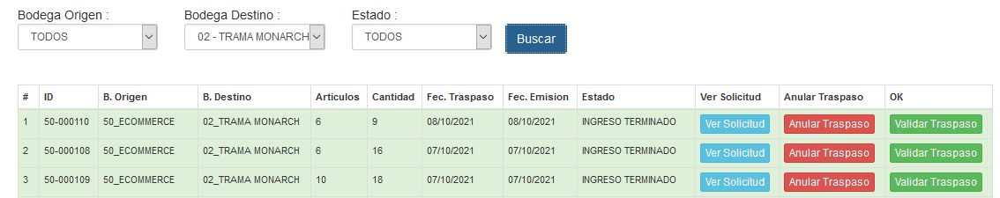 Bodega Origen : Bodega Destino : Estado :
TODOS 02 - TRAMA MONARCH TODOS Buscar
# ID B. Origen B. Destino Articulos Cantidad Fec. Traspaso Fec. Emision Estado Ver Solicitud Anular Traspaso OK
1 50-000110 50_ECOMMERCE 02_TRAMA MONARCH 6 9 08/10/2021 08/10/2021 INGRESO TERMINADO Ver Solicitud Anular Traspaso Validar Traspaso
2 50-000108 50_ECOMMERCE 02_TRAMA MONARCH 6 16 07/10/2021 07/10/2021 INGRESO TERMINADO Ver Solicitud Anular Traspaso Validar Traspaso
3 50-000109 50_ECOMMERCE 02_TRAMA MONARCH 10 18 07/10/2021 07/10/2021 INGRESO TERMINADO Ver Solicitud Anular Traspaso Validar Traspaso